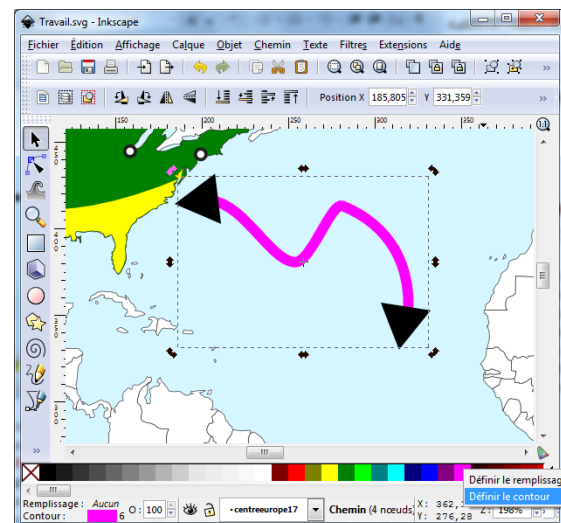 Travail.svg - Inkscape
Fichier Édition Affichage Calque Objet Chemin Texte Filtres Extensions Aide
Position X 185,805 Y 331,359
150 200 250 300 350
Définir le remplissag
Définir le contour
Remplissage : Aucun
Contour : 6
O : 100
-centreeurope17
Chemin (4 nœuds
X : 362,
Y : 276,28
Z : 198%